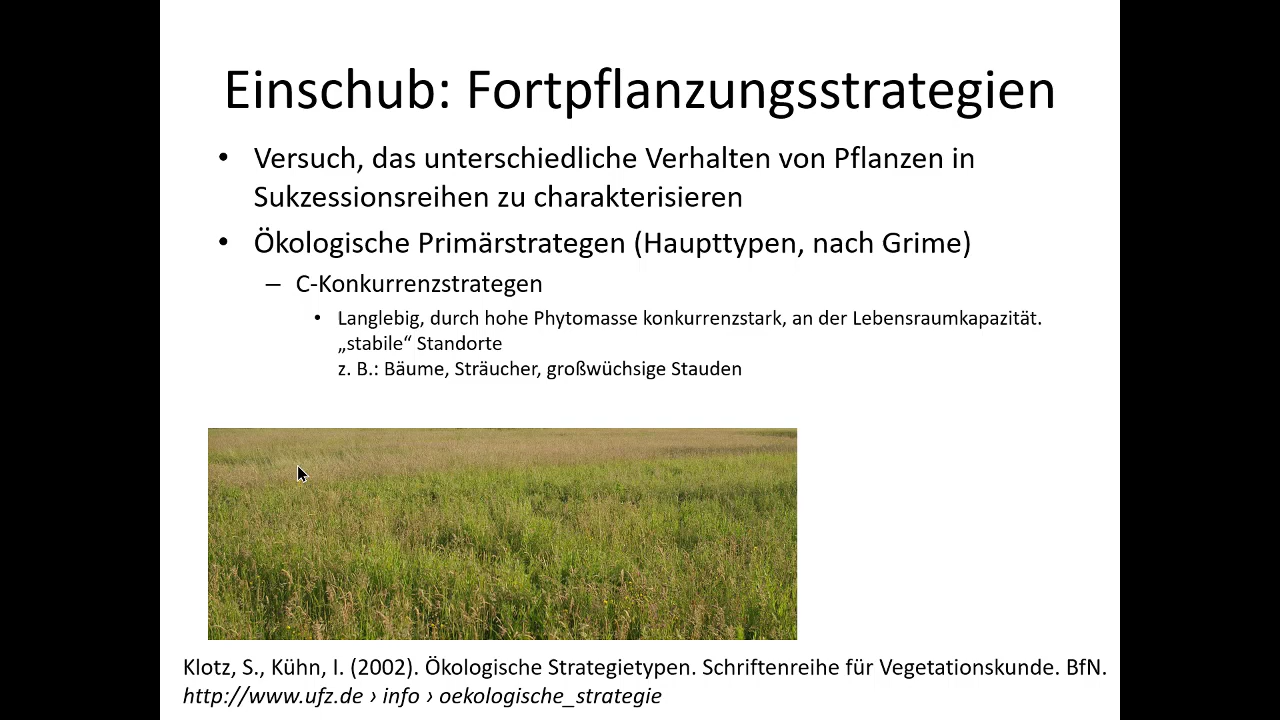 Einschub: Fortpflanzungsstrategien
• Versuch, das unterschiedliche Verhalten von Pflanzen in
Sukzessionsreihen zu charakterisieren
• Ökologische Primärstrategen (Haupttypen, nach Grime)
– C-Konkurrenzstrategen
• Langlebig, durch hohe Phytomasse konkurrenzstark, an der Lebensraumkapazität.
„stabile“ Standorte
z. B.: Bäume, Sträucher, großwüchsige Stauden
Klotz, S., Kühn, I. (2002). Ökologische Strategietypen. Schriftenreihe für Vegetationskunde. BfN.
http://www.ufz.de › info › oekologische_strategie